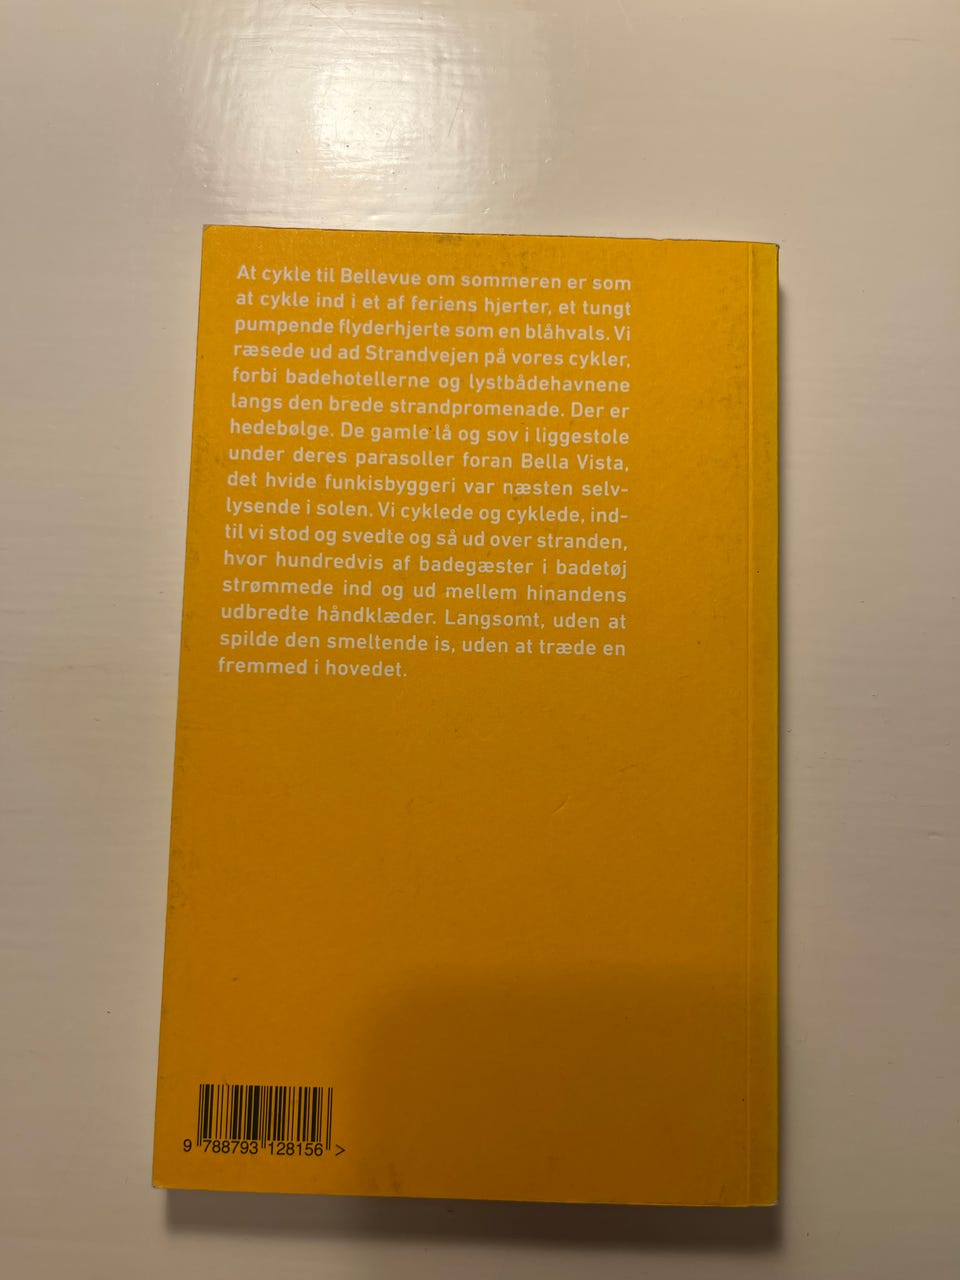 At cykle til Bellevue om sommeren er som
at cykle ind i et af feriens hjerter, et tungt
pumpende flyderhjerte som en blåhvals. Vi
ræsede ud ad Strandvejen på vores cykler,
forbi badehotellerne og lystbådehavnene
langs den brede strandpromenade. Der er
hedebølge. De gamle lå og sov i liggestole
under deres parasoller foran Bella Vista,
det hvide funkisbyggeri var næsten selv-
lysende i solen. Vi cyklede og cyklede, ind-
til vi stod og svedte og så ud over stranden,
hvor hundredvis af badegæster i badetøj
strømmede ind og ud mellem hinandens
udbredte håndklæder. Langsomt, uden at
spilde den smeltende is, uden at træde en
fremmed i hovedet.
9 788793 128156 >